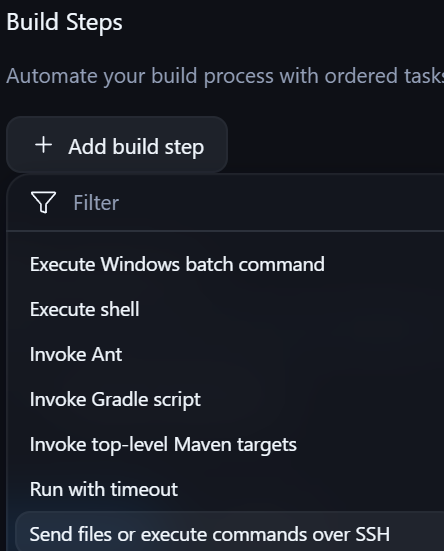 Build Steps
Automate your build process with ordered tasks
+ Add build step
Filter
Execute Windows batch command
Execute shell
Invoke Ant
Invoke Gradle script
Invoke top-level Maven targets
Run with timeout
Send files or execute commands over SSH